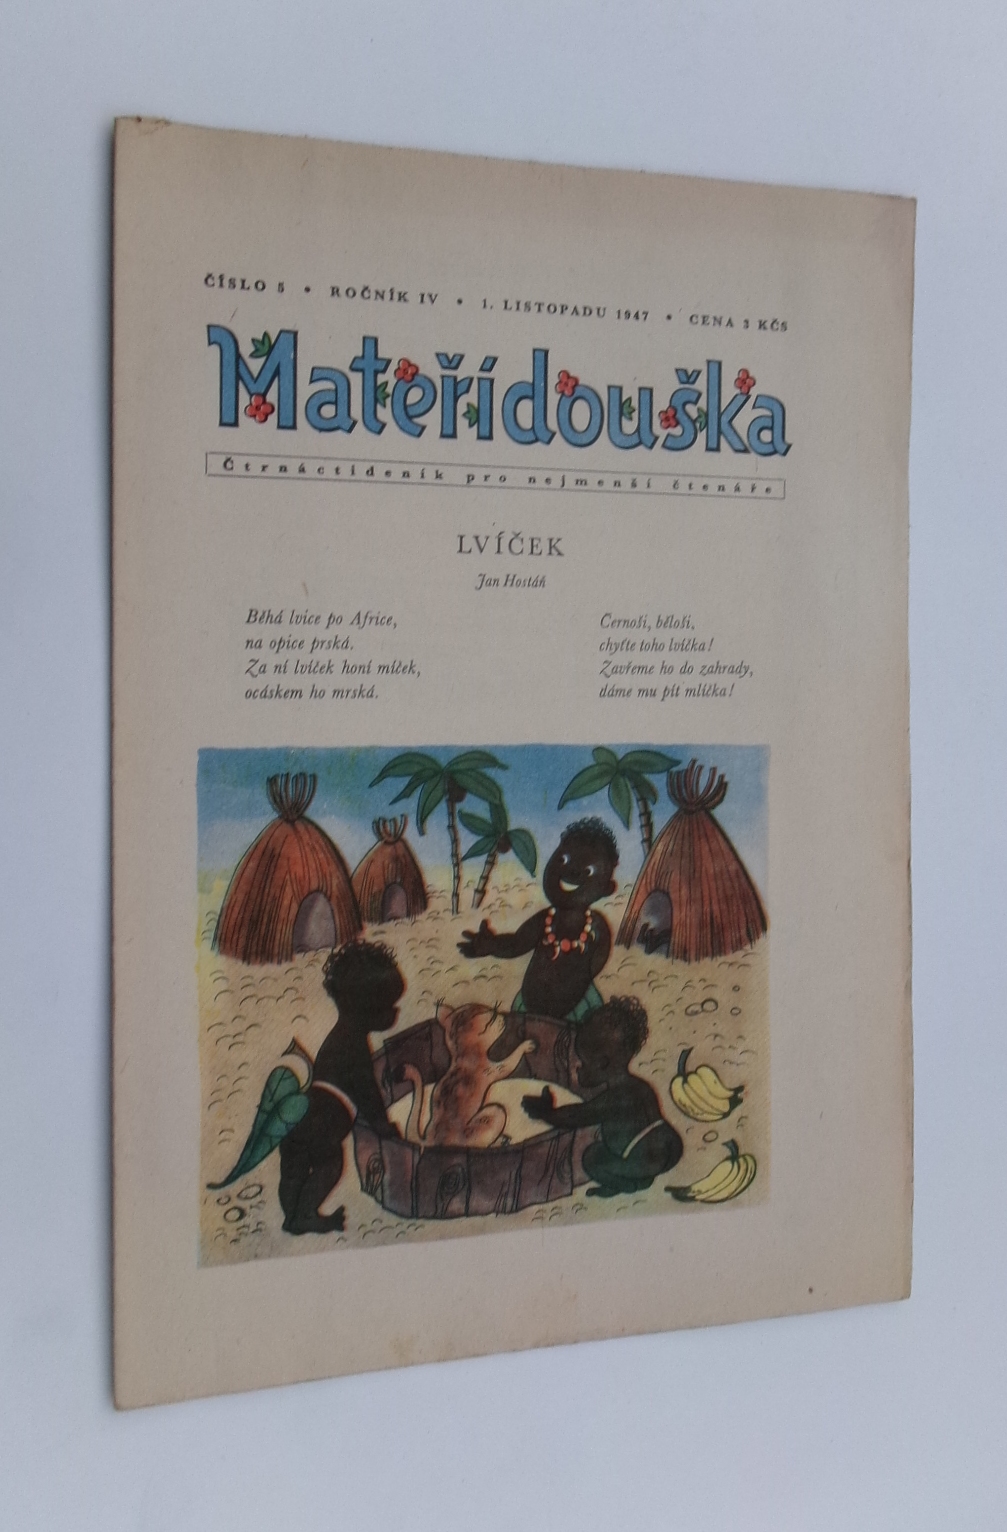 ČÍSLO 5 • ROČNÍK IV • 1. LISTOPADU 1947 • CENA 3 KČS
Mateřídouška
Čtrnáctideník pro nejmenší čtenáře
LVÍČEK
Jan Hostáň
Běhá lvice po Africe,
na opice prská.
Za ní lvíček honí míček,
ocáskem ho mrská.
Černoši, běloši,
chyťte toho lvíčka!
Zavřeme ho do zahrady,
dáme mu pít mlíčka!